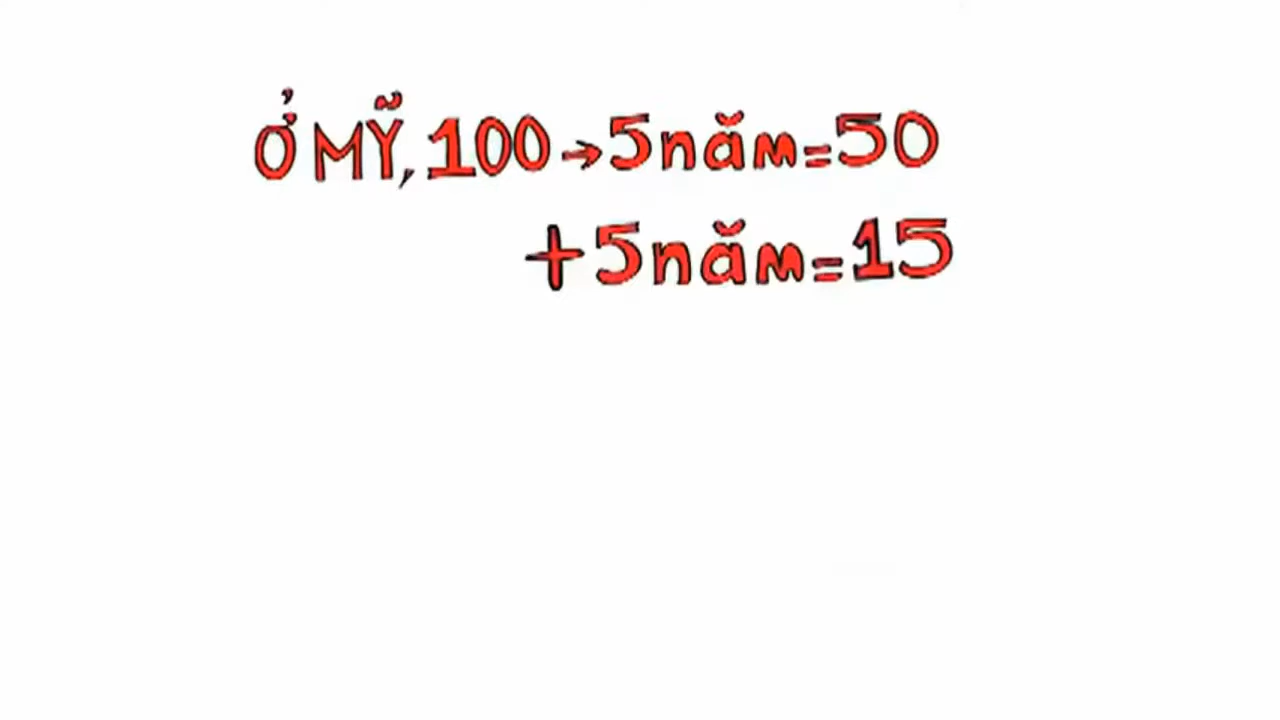 Ở MỸ, 100 → 5 năm = 50
+ 5 năm = 15